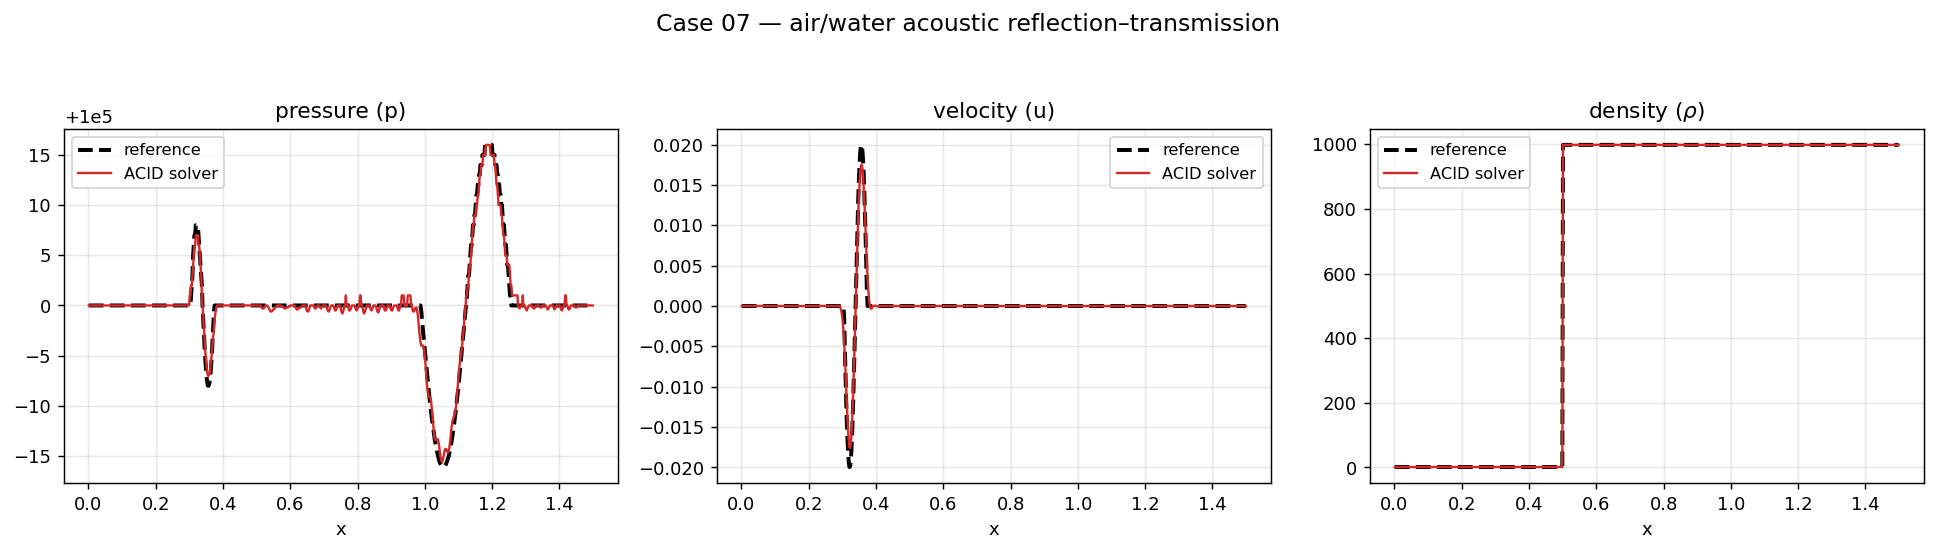 Case 07 — air/water acoustic reflection–transmission
pressure (p)
+1e5
reference
ACID solver
15
10
5
0
−5
−10
−15
0.0 0.2 0.4 0.6 0.8 1.0 1.2 1.4
x
velocity (u)
reference
ACID solver
0.020
0.015
0.010
0.005
0.000
−0.005
−0.010
−0.015
−0.020
0.0 0.2 0.4 0.6 0.8 1.0 1.2 1.4
x
density (ρ)
reference
ACID solver
1000
800
600
400
200
0
0.0 0.2 0.4 0.6 0.8 1.0 1.2 1.4
x